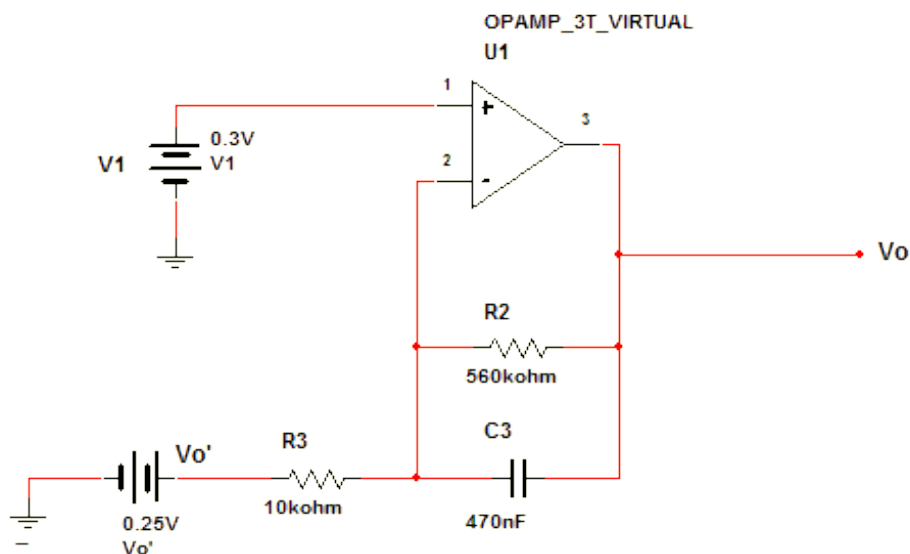 OPAMP_3T_VIRTUAL
U1
1
+
3
0.3V
V1
V1
2
-
Vo
R2
560kohm
C3
Vo'
R3
10kohm
470nF
0.25V
Vo'